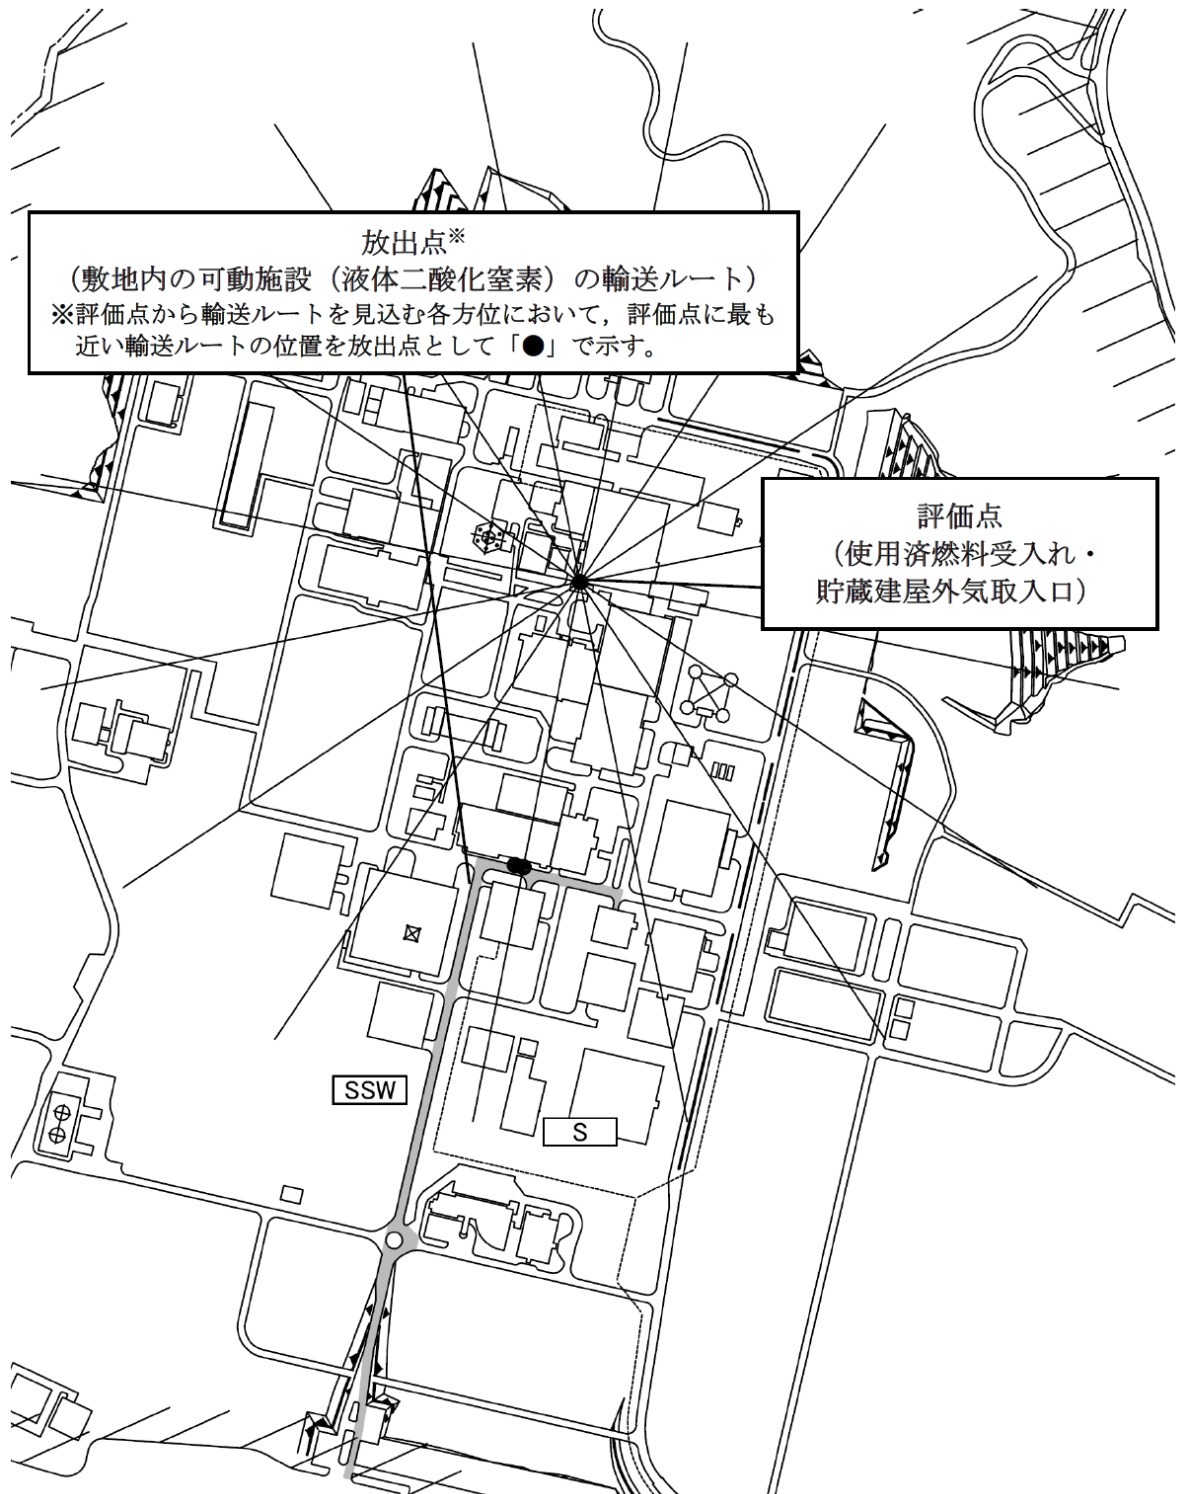 放出点※
（敷地内の可動施設（液体二酸化窒素）の輸送ルート）
※評価点から輸送ルートを見込む各方位において，評価点に最も
近い輸送ルートの位置を放出点として「●」で示す。
評価点
（使用済燃料受入れ・
貯蔵建屋外気取入口）
SSW
S